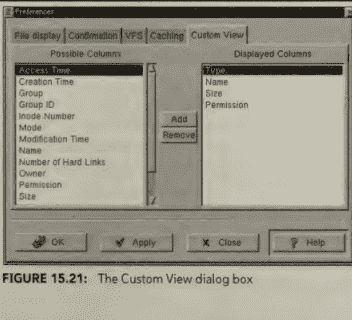 Preferences
File display Confirmation VFS Caching Custom View
Possible Columns
Access Time
Creation Time
Group
Group ID
Inode Number
Mode
Modification Time
Name
Number of Hard Links
Owner
Permission
Size
Add
Remove
Displayed Columns
Type
Name
Size
Permission
OK Apply Close Help
FIGURE 15.21: The Custom View dialog box